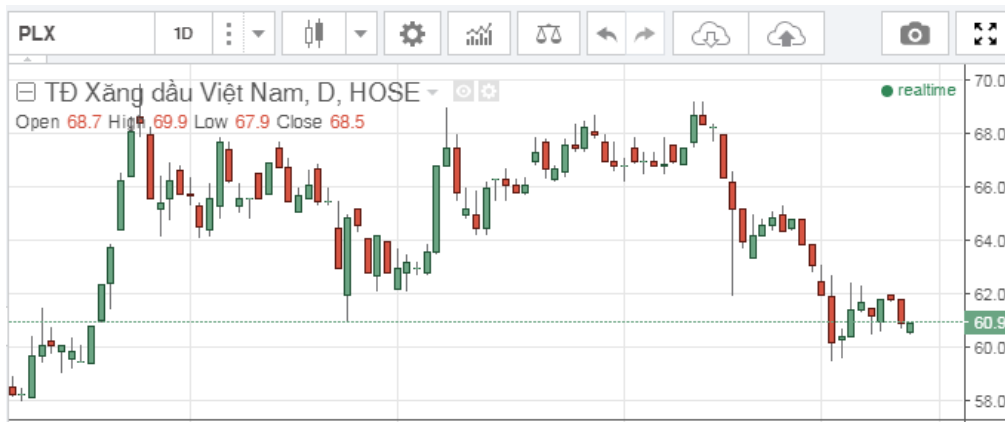 PLX 1D
TĐ Xăng dầu Việt Nam, D, HOSE
realtime
Open 68.7 High 69.9 Low 67.9 Close 68.5
70.0
68.0
66.0
64.0
62.0
60.9
60.0
58.0